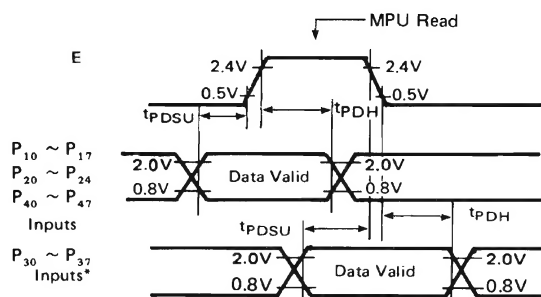 MPU Read
E
2.4V
2.4V
0.5V
0.5V
tPDSU
tPDH
P10 ~ P17
P20 ~ P24
P40 ~ P47
Inputs
2.0V
Data Valid
2.0V
0.8V
0.8V
tPDSU
tPDH
P30 ~ P37
Inputs*
2.0V
Data Valid
2.0V
0.8V
0.8V